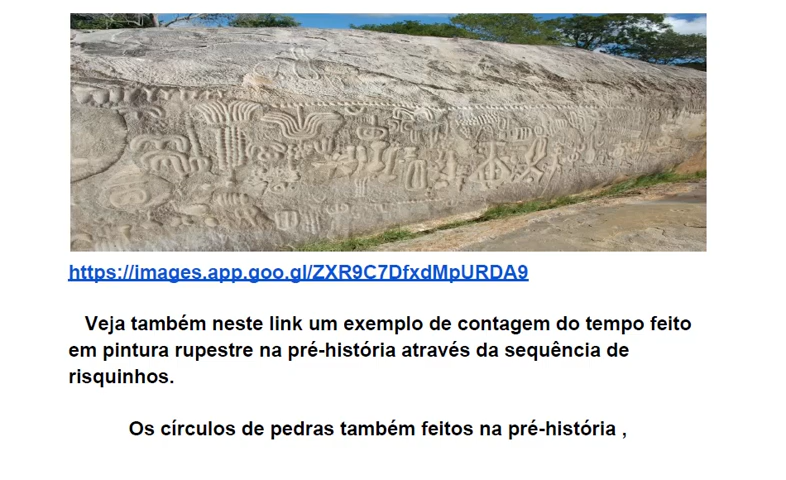 https://images.app.goo.gl/ZXR9C7DfxdMpURDA9
Veja também neste link um exemplo de contagem do tempo feito
em pintura rupestre na pré-história através da sequência de
risquinhos.
Os círculos de pedras também feitos na pré-história ,